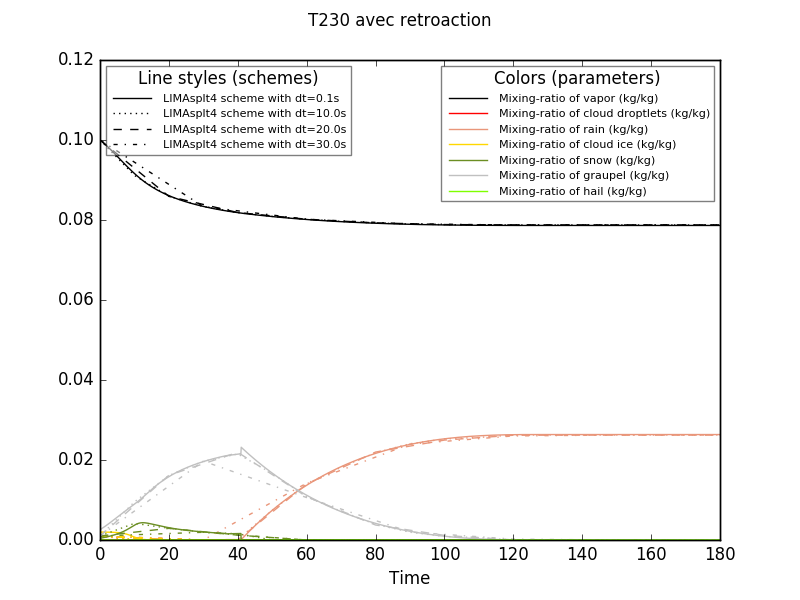 T230 avec retroaction
0.12
Line styles (schemes)
LIMAsplt4 scheme with dt=0.1s
LIMAsplt4 scheme with dt=10.0s
LIMAsplt4 scheme with dt=20.0s
LIMAsplt4 scheme with dt=30.0s
Colors (parameters)
Mixing-ratio of vapor (kg/kg)
Mixing-ratio of cloud droptlets (kg/kg)
Mixing-ratio of rain (kg/kg)
Mixing-ratio of cloud ice (kg/kg)
Mixing-ratio of snow (kg/kg)
Mixing-ratio of graupel (kg/kg)
Mixing-ratio of hail (kg/kg)
0.10
0.08
0.06
0.04
0.02
0.00
0 20 40 60 80 100 120 140 160 180
Time